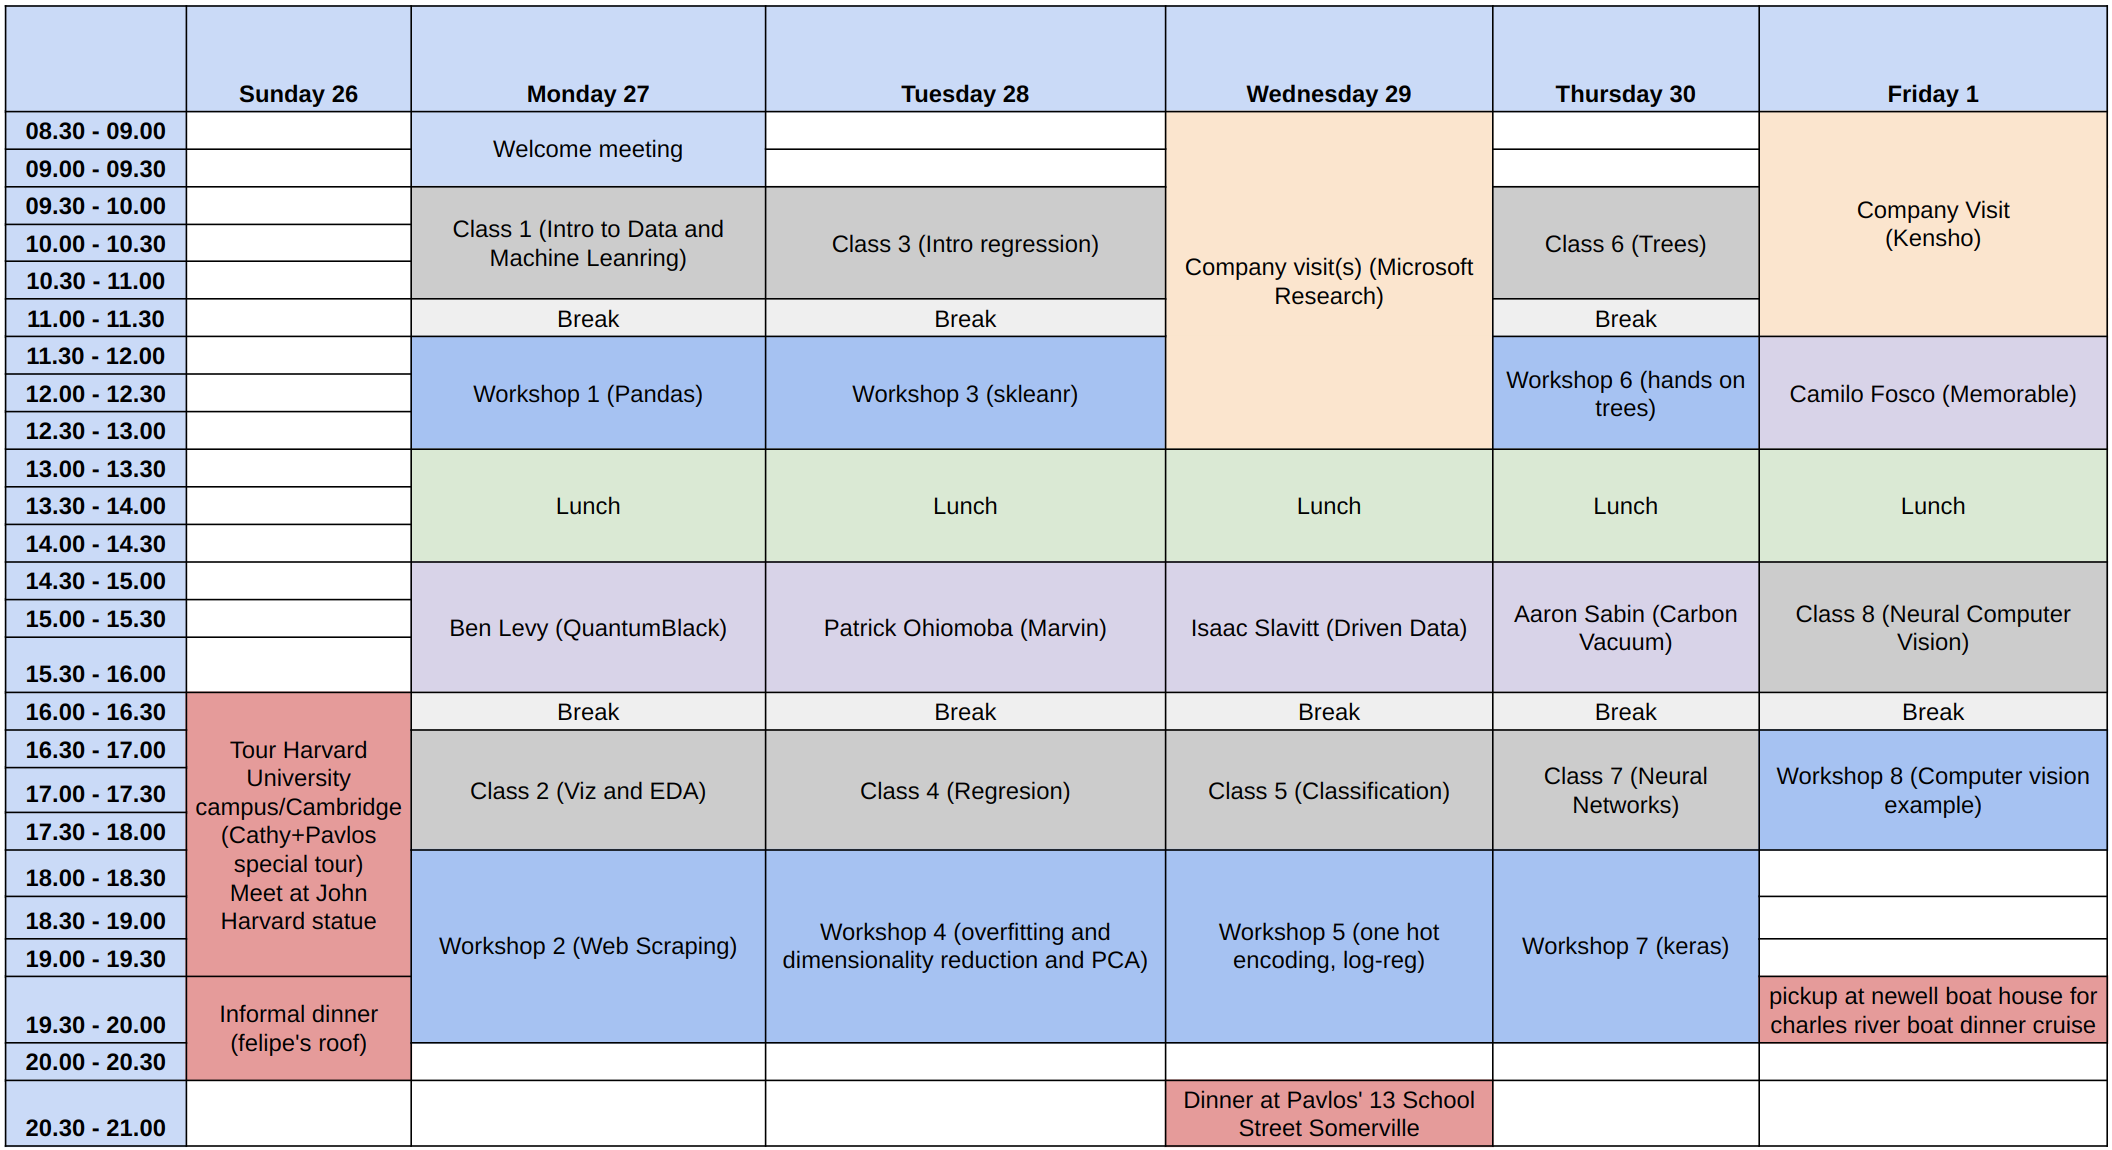 Sunday 26 Monday 27 Tuesday 28 Wednesday 29 Thursday 30 Friday 1
08.30 - 09.00
Welcome meeting
09.00 - 09.30
09.30 - 10.00
10.00 - 10.30
10.30 - 11.00
Class 1 (Intro to Data and
Machine Leanring)
Class 3 (Intro regression)
Company visit(s) (Microsoft
Research)
Class 6 (Trees)
Company Visit
(Kensho)
11.00 - 11.30 Break Break Break
11.30 - 12.00
12.00 - 12.30
12.30 - 13.00
Workshop 1 (Pandas)
Workshop 3 (skleanr)
Workshop 6 (hands on
trees)
Camilo Fosco (Memorable)
13.00 - 13.30
13.30 - 14.00 Lunch Lunch Lunch Lunch Lunch
14.00 - 14.30
14.30 - 15.00
15.00 - 15.30
15.30 - 16.00
Ben Levy (QuantumBlack)
Patrick Ohiomoba (Marvin)
Isaac Slavitt (Driven Data)
Aaron Sabin (Carbon
Vacuum)
Class 8 (Neural Computer
Vision)
16.00 - 16.30 Break Break Break Break Break
16.30 - 17.00
17.00 - 17.30
17.30 - 18.00
18.00 - 18.30
18.30 - 19.00
19.00 - 19.30
Tour Harvard
University
campus/Cambridge
(Cathy+Pavlos
special tour)
Meet at John
Harvard statue
Class 2 (Viz and EDA)
Class 4 (Regresion)
Class 5 (Classification)
Class 7 (Neural
Networks)
Workshop 8 (Computer vision
example)
Workshop 2 (Web Scraping)
Workshop 4 (overfitting and
dimensionality reduction and PCA)
Workshop 5 (one hot
encoding, log-reg)
Workshop 7 (keras)
19.30 - 20.00
Informal dinner
(felipe's roof)
pickup at newell boat house for
charles river boat dinner cruise
20.00 - 20.30
20.30 - 21.00
Dinner at Pavlos' 13 School
Street Somerville